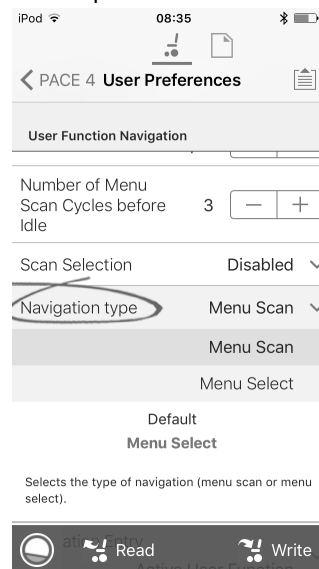 iPod 08:35
PACE 4 User Preferences
User Function Navigation
Number of Menu
Scan Cycles before
Idle
3 — +
Scan Selection Disabled
Navigation type Menu Scan
Menu Scan
Menu Select
Default
Menu Select
Selects the type of navigation (menu scan or menu
select).
Read Write